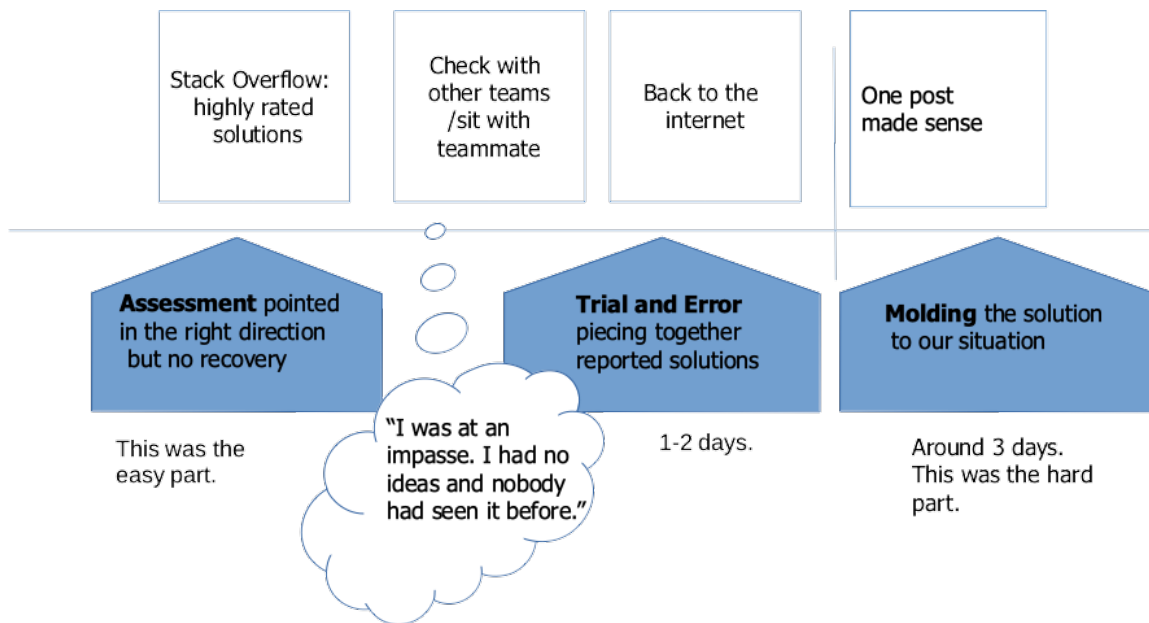 Stack Overflow:
highly rated
solutions
Check with
other teams
/sit with
teammate
Back to the
internet
One post
made sense
Assessment pointed
in the right direction
but no recovery
Trial and Error
piecing together
reported solutions
Molding the solution
to our situation
This was the
easy part.
“I was at an
impasse. I had no
ideas and nobody
had seen it before.”
1-2 days.
Around 3 days.
This was the hard
part.